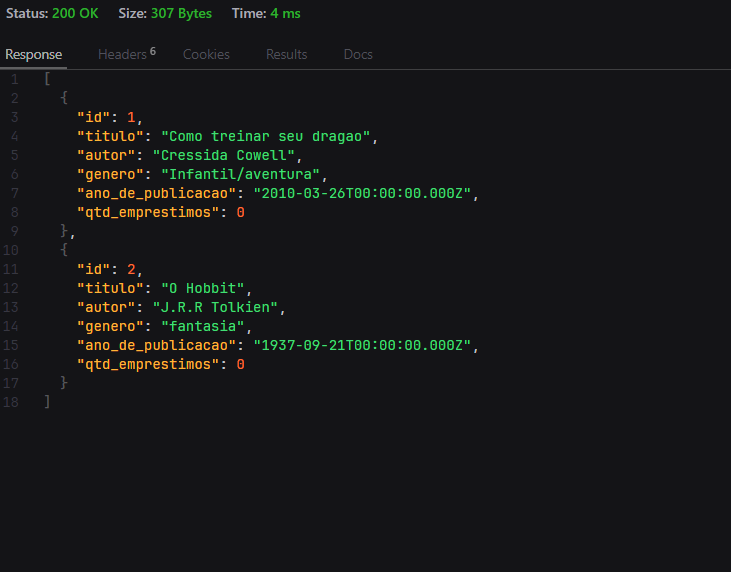 Status: 200 OK Size: 307 Bytes Time: 4 ms
Response Headers 6 Cookies Results Docs
1 [
2 {
3 "id": 1,
4 "titulo": "Como treinar seu dragao",
5 "autor": "Cressida Cowell",
6 "genero": "Infantil/aventura",
7 "ano_de_publicacao": "2010-03-26T00:00:00.000Z",
8 "qtd_emprestimos": 0
9 },
10 {
11 "id": 2,
12 "titulo": "O Hobbit",
13 "autor": "J.R.R Tolkien",
14 "genero": "fantasia",
15 "ano_de_publicacao": "1937-09-21T00:00:00.000Z",
16 "qtd_emprestimos": 0
17 }
18 ]